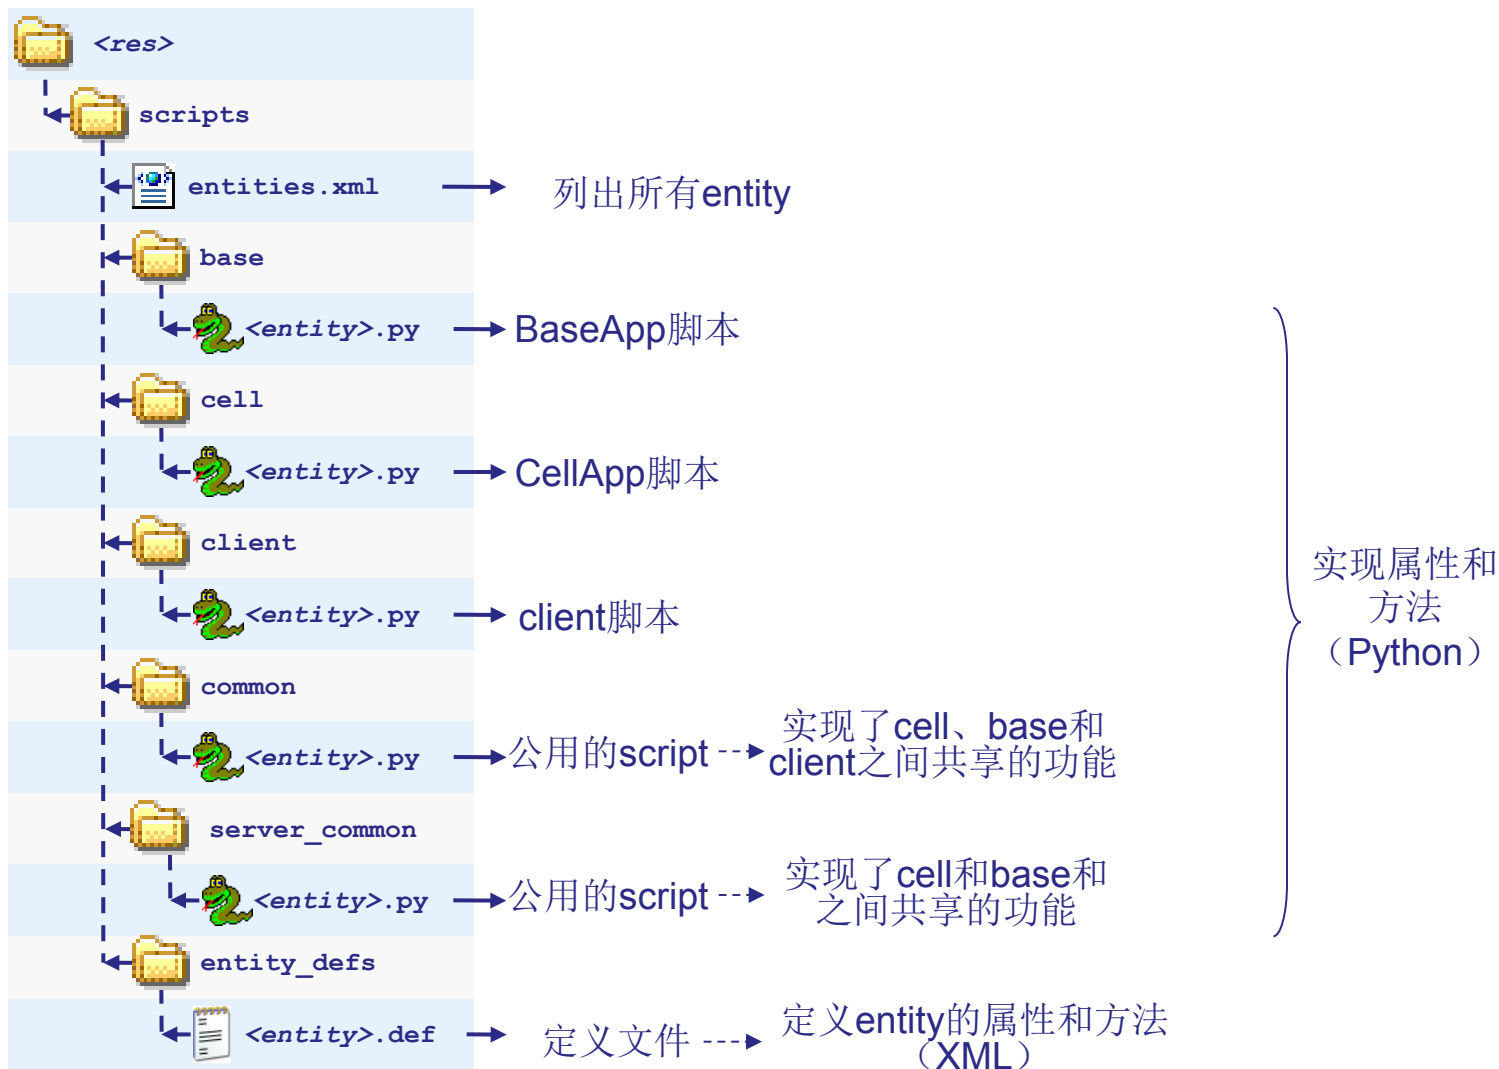 <res>
scripts
entities.xml
列出所有entity
base
<entity>.py
BaseApp脚本
cell
<entity>.py
CellApp脚本
client
<entity>.py
client脚本
common
<entity>.py
公用的script
实现了cell、base和
client之间共享的功能
server_common
<entity>.py
公用的script
实现了cell和base和
之间共享的功能
entity_defs
<entity>.def
定义文件
定义entity的属性和方法
（XML）
实现属性和
方法
（Python）